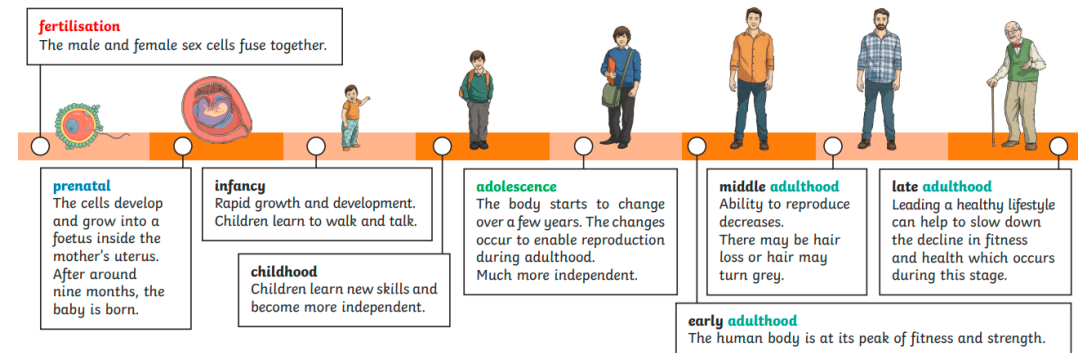 fertilisation
The male and female sex cells fuse together.
prenatal
The cells develop
and grow into a
foetus inside the
mother's uterus.
After around
nine months, the
baby is born.
infancy
Rapid growth and development.
Children learn to walk and talk.
childhood
Children learn new skills and
become more independent.
adolescence
The body starts to change
over a few years. The changes
occur to enable reproduction
during adulthood.
Much more independent.
early adulthood
The human body is at its peak of fitness and strength.
middle adulthood
Ability to reproduce
decreases.
There may be hair
loss or hair may
turn grey.
late adulthood
Leading a healthy lifestyle
can help to slow down
the decline in fitness
and health which occurs
during this stage.